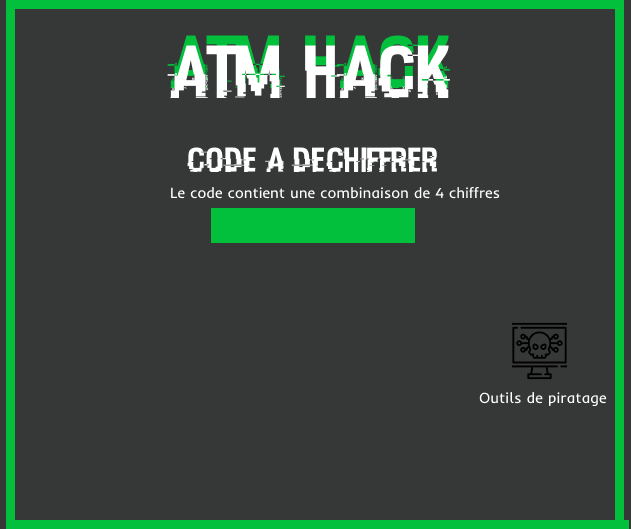 ATM HACK
CODE A DECHIFFRER
Le code contient une combinaison de 4 chiffres
Outils de piratage